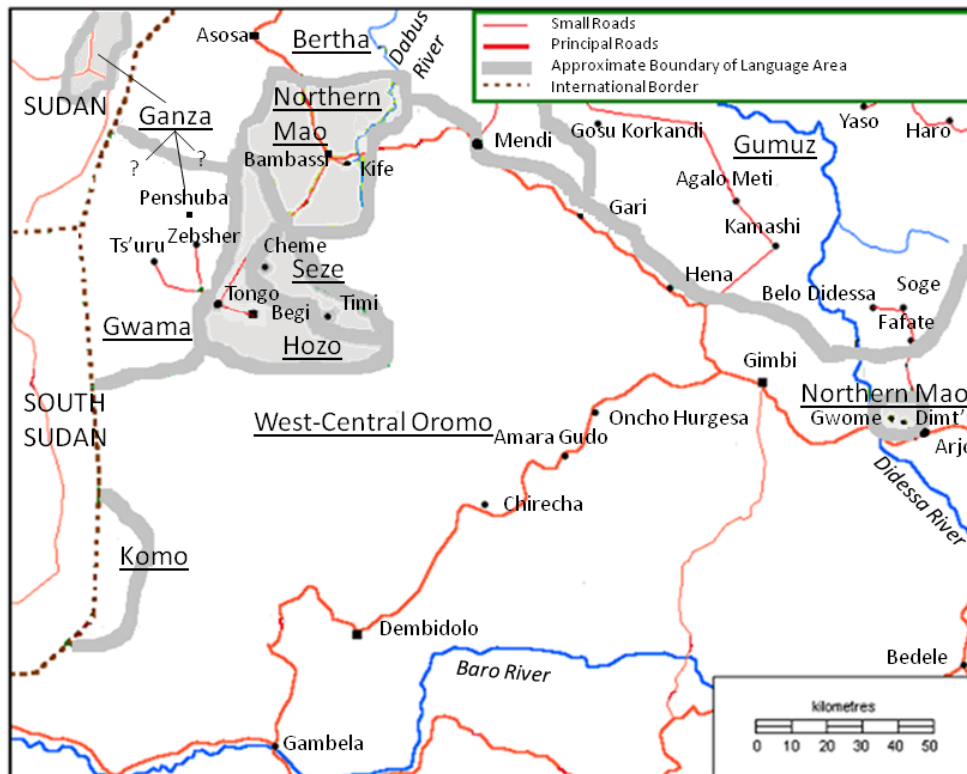 Small Roads
Principal Roads
Approximate Boundary of Language Area
International Border
Asosa
Bertha
Dabus
River
SUDAN
Ganza
Northern
Mao
Bambassi
Kife
Mendi
Gosu Korkandi
Gumuz
Yaso
Haro
Agalo Meti
? ?
Penshuba
Gari
Kamashi
Ts'uru
Zebsher
Cheme
Seze
Hena
Belo Didessa
Soge
Fafate
Tongo
Begi
Timi
Gwama
Hozo
Gimbi
SOUTH
SUDAN
Northern Mao
West-Central Oromo
Oncho Hurgesa
Gwome
Dimt'
Arjo
Amara Gudo
Didessa River
Chirecha
Komo
Dembidolo
Baro River
Bedele
Gambela
kilometres
0 10 20 30 40 50